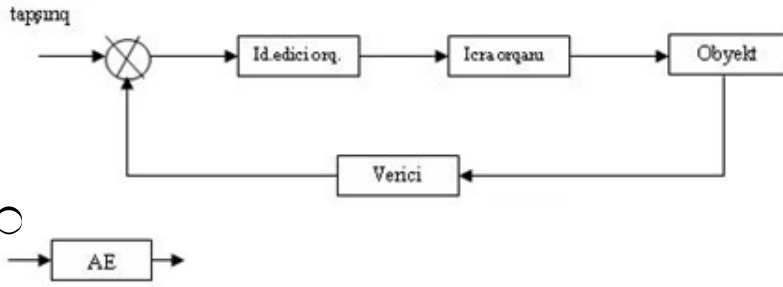 tapşırıq
Id.edici orq.
Icra orqanı
Obyekt
Verici
AE